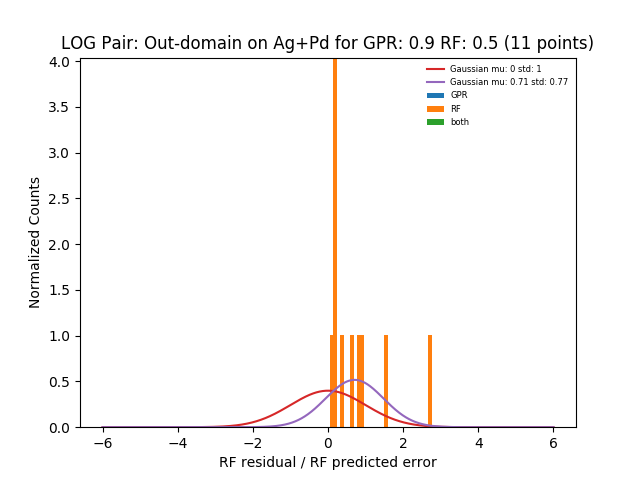 LOG Pair: Out-domain on Ag+Pd for GPR: 0.9 RF: 0.5 (11 points)
Gaussian mu: 0 std: 1
Gaussian mu: 0.71 std: 0.77
GPR
RF
both
Normalized Counts
4.0
3.5
3.0
2.5
2.0
1.5
1.0
0.5
0.0
−6 −4 −2 0 2 4 6
RF residual / RF predicted error